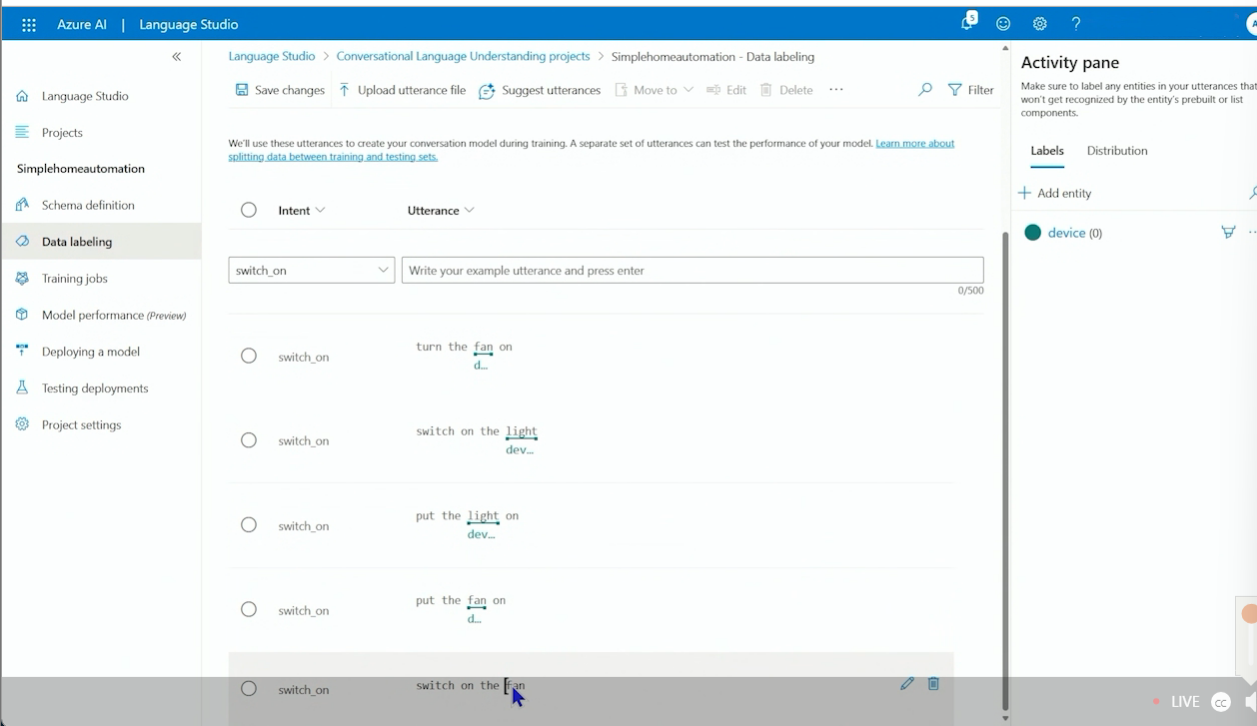 Azure AI | Language Studio
5
?
Language Studio
Projects
Simplehomeautomation
Schema definition
Data labeling
Training jobs
Model performance (Preview)
Deploying a model
Testing deployments
Project settings
Language Studio > Conversational Language Understanding projects > Simplehomeautomation - Data labeling
Save changes Upload utterance file Suggest utterances Move to Edit Delete ... Filter
We'll use these utterances to create your conversation model during training. A separate set of utterances can test the performance of your model. Learn more about
splitting data between training and testing sets.
Intent Utterance
switch_on Write your example utterance and press enter
0/500
switch_on turn the fan on
d...
switch_on switch on the light
dev...
switch_on put the light on
dev...
switch_on put the fan on
d...
switch_on switch on the [fan
Activity pane
Make sure to label any entities in your utterances that
won't get recognized by the entity's prebuilt or list
components.
Labels Distribution
+ Add entity
device (0)
LIVE CC